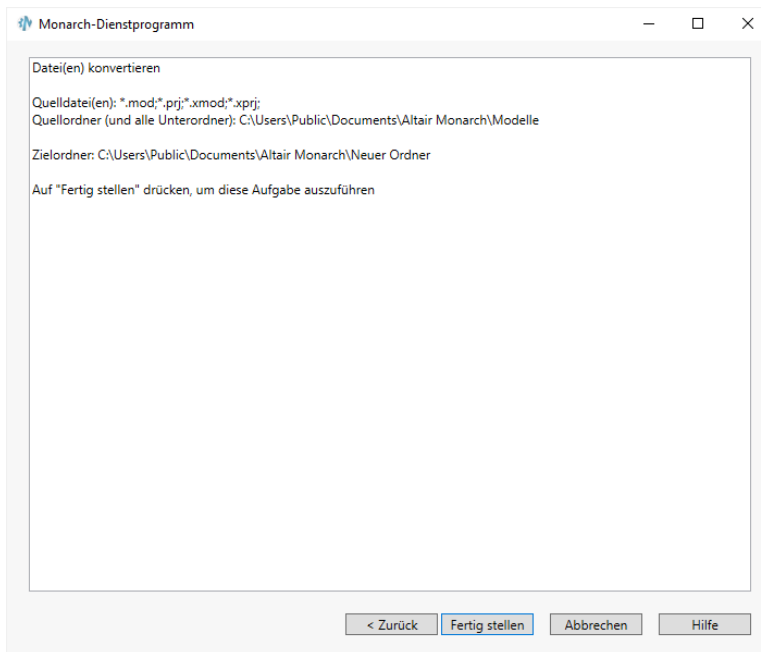 Monarch-Dienstprogramm
Datei(en) konvertieren
Quelldatei(en): *.mod;*.prj;*.xmod;*.xprj;
Quellordner (und alle Unterordner): C:\Users\Public\Documents\Altair Monarch\Modelle
Zielordner: C:\Users\Public\Documents\Altair Monarch\Neuer Ordner
Auf "Fertig stellen" drücken, um diese Aufgabe auszuführen
< Zurück Fertig stellen Abbrechen Hilfe